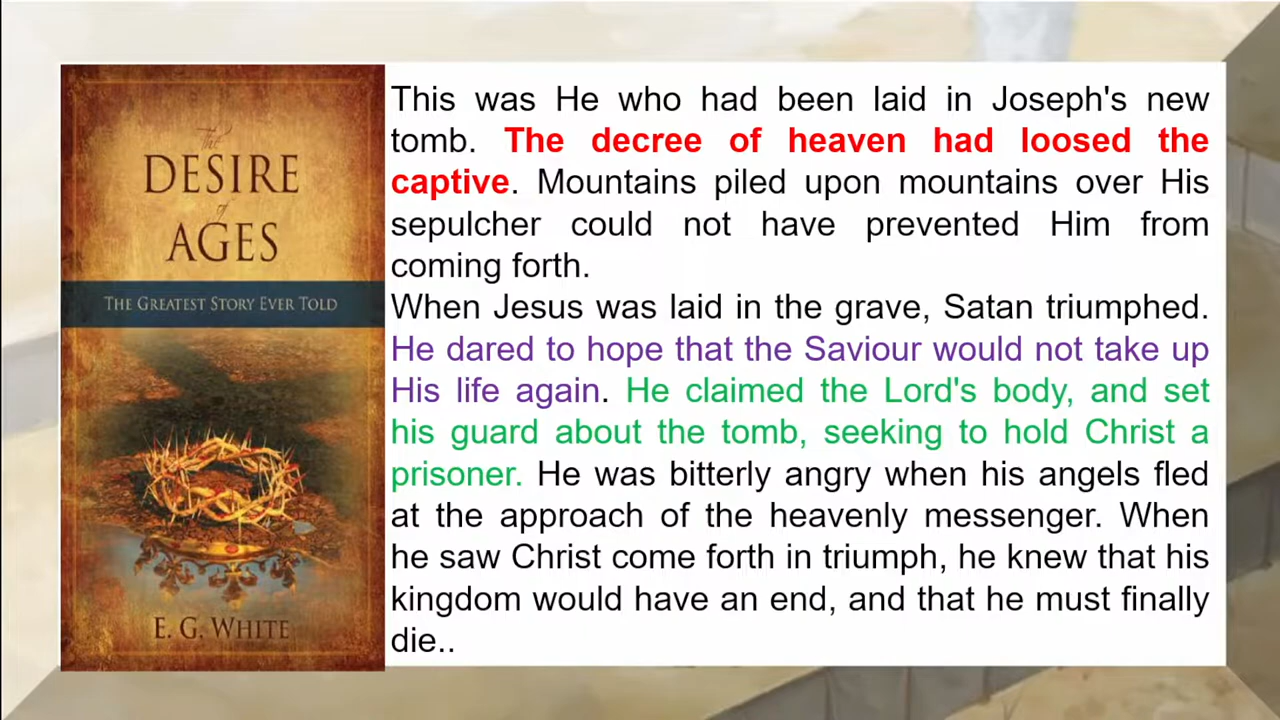 The
DESIRE
of
AGES
THE GREATEST STORY EVER TOLD
E. G. WHITE
This was He who had been laid in Joseph's new
tomb. The decree of heaven had loosed the
captive. Mountains piled upon mountains over His
sepulcher could not have prevented Him from
coming forth.
When Jesus was laid in the grave, Satan triumphed.
He dared to hope that the Saviour would not take up
His life again. He claimed the Lord's body, and set
his guard about the tomb, seeking to hold Christ a
prisoner. He was bitterly angry when his angels fled
at the approach of the heavenly messenger. When
he saw Christ come forth in triumph, he knew that his
kingdom would have an end, and that he must finally
die..